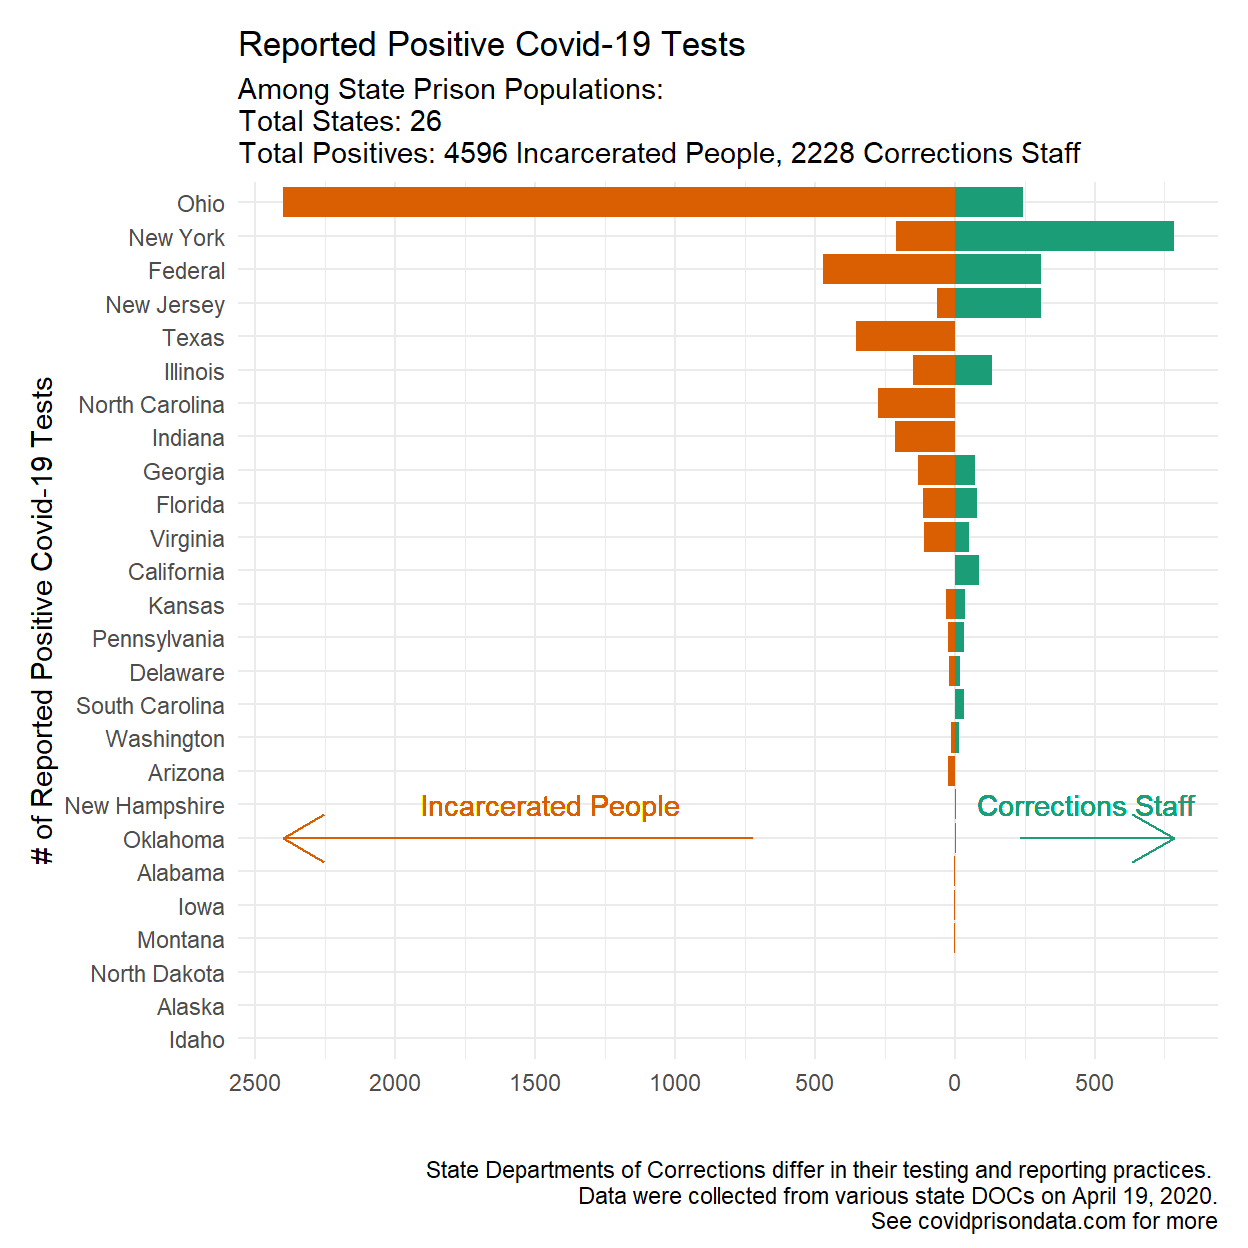 Reported Positive Covid-19 Tests
Among State Prison Populations:
Total States: 26
Total Positives: 4596 Incarcerated People, 2228 Corrections Staff
# of Reported Positive Covid-19 Tests
Ohio
New York
Federal
New Jersey
Texas
Illinois
North Carolina
Indiana
Georgia
Florida
Virginia
California
Kansas
Pennsylvania
Delaware
South Carolina
Washington
Arizona
New Hampshire
Incarcerated People
Corrections Staff
Oklahoma
Alabama
Iowa
Montana
North Dakota
Alaska
Idaho
2500 2000 1500 1000 500 0 500
State Departments of Corrections differ in their testing and reporting practices.
Data were collected from various state DOCs on April 19, 2020.
See covidprisondata.com for more